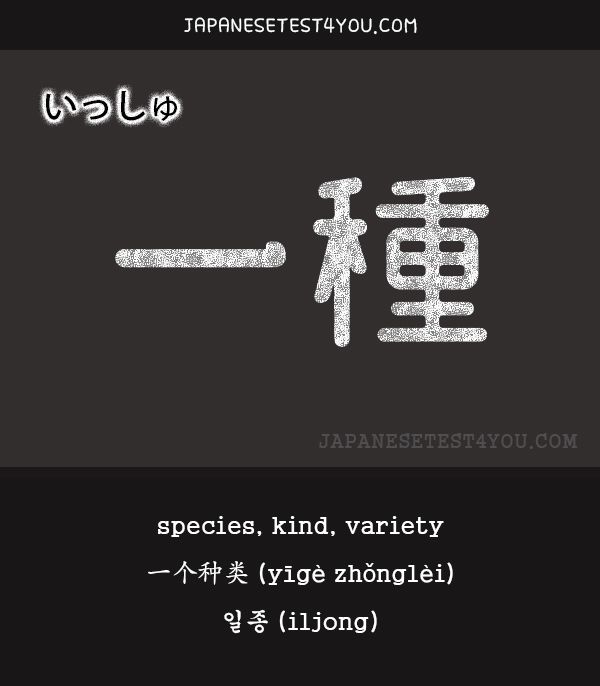 JAPANESETEST4YOU.COM
いっしゅ
一種
JAPANESETEST4YOU.COM
species, kind, variety
一个种类 (yīgè zhǒnglèi)
일종 (iljong)